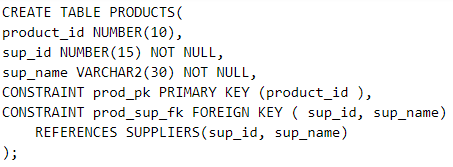 CREATE TABLE PRODUCTS(
product_id NUMBER(10),
sup_id NUMBER(15) NOT NULL,
sup_name VARCHAR2(30) NOT NULL,
CONSTRAINT prod_pk PRIMARY KEY (product_id ),
CONSTRAINT prod_sup_fk FOREIGN KEY ( sup_id, sup_name)
    REFERENCES SUPPLIERS(sup_id, sup_name)
);